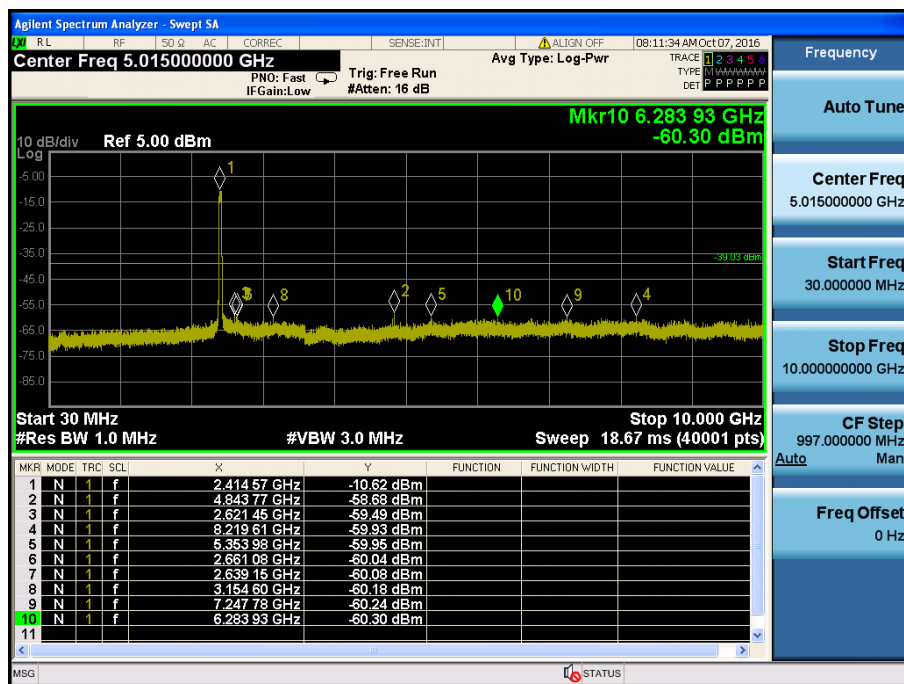 Agilent Spectrum Analyzer - Swept SA
LXI RL RF 50 Ω AC CORREC SENSE:INT ALIGN OFF 08:11:34 AM Oct 07, 2016
Center Freq 5.015000000 GHz
PNO: Fast
IFGain:Low
Trig: Free Run
#Atten: 16 dB
Avg Type: Log-Pwr
TRACE 1 2 3 4 5 6
TYPE M WWWWW
DET P P P P P P
Mkr10 6.283 93 GHz
-60.30 dBm
10 dB/div Ref 5.00 dBm
Log
-5.00
-15.0
-25.0
-35.0
-45.0
-55.0
-65.0
-75.0
-85.0
-39.03 dBm
1
3
8
2
5
10
9
4
Start 30 MHz Stop 10.000 GHz
#Res BW 1.0 MHz #VBW 3.0 MHz Sweep 18.67 ms (40001 pts)
MKR MODE TRC SCL X Y FUNCTION FUNCTION WIDTH FUNCTION VALUE
1 N 1 f 2.414 57 GHz -10.62 dBm
2 N 1 f 4.843 77 GHz -58.68 dBm
3 N 1 f 2.621 45 GHz -59.49 dBm
4 N 1 f 8.219 61 GHz -59.93 dBm
5 N 1 f 5.353 98 GHz -59.95 dBm
6 N 1 f 2.661 08 GHz -60.04 dBm
7 N 1 f 2.639 15 GHz -60.08 dBm
8 N 1 f 3.154 60 GHz -60.18 dBm
9 N 1 f 7.247 78 GHz -60.24 dBm
10 N 1 f 6.283 93 GHz -60.30 dBm
11
MSG STATUS
Frequency
Auto Tune
Center Freq
5.015000000 GHz
Start Freq
30.000000 MHz
Stop Freq
10.000000000 GHz
CF Step
997.000000 MHz
Auto Man
Freq Offset
0 Hz